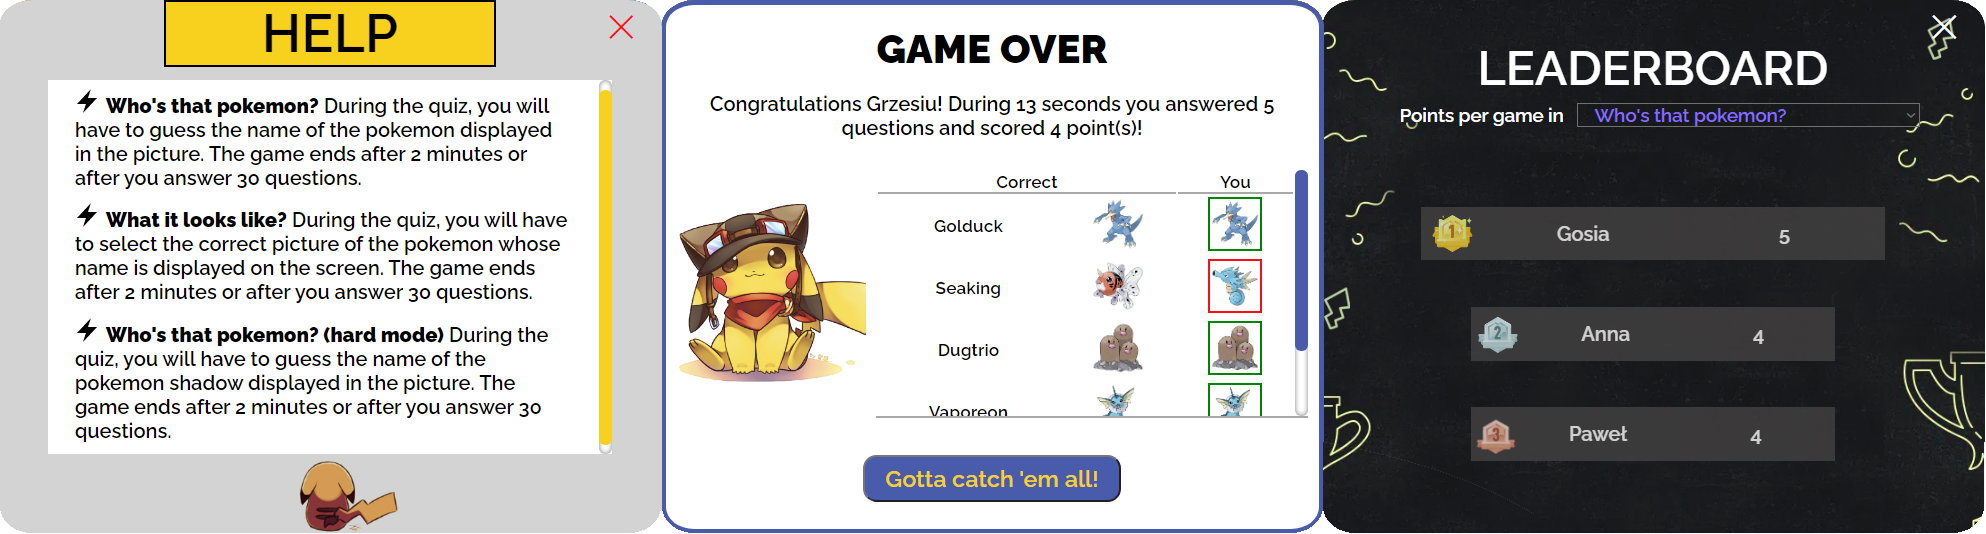 HELP
Who's that pokemon? During the quiz, you will
have to guess the name of the pokemon displayed
in the picture. The game ends after 2 minutes or
after you answer 30 questions.
What it looks like? During the quiz, you will have
to select the correct picture of the pokemon whose
name is displayed on the screen. The game ends
after 2 minutes or after you answer 30 questions.
Who's that pokemon? (hard mode) During the
quiz, you will have to guess the name of the
pokemon shadow displayed in the picture. The
game ends after 2 minutes or after you answer 30
questions.
GAME OVER
Congratulations Grzesiu! During 13 seconds you answered 5
questions and scored 4 point(s)!
Correct You
Golduck
Seaking
Dugtrio
Vaporeon
Gotta catch 'em all!
LEADERBOARD
Points per game in Who's that pokemon?
1 Gosia 5
2 Anna 4
3 Paweł 4